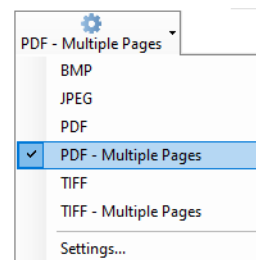 PDF - Multiple Pages
BMP
JPEG
PDF
PDF - Multiple Pages
TIFF
TIFF - Multiple Pages
Settings...